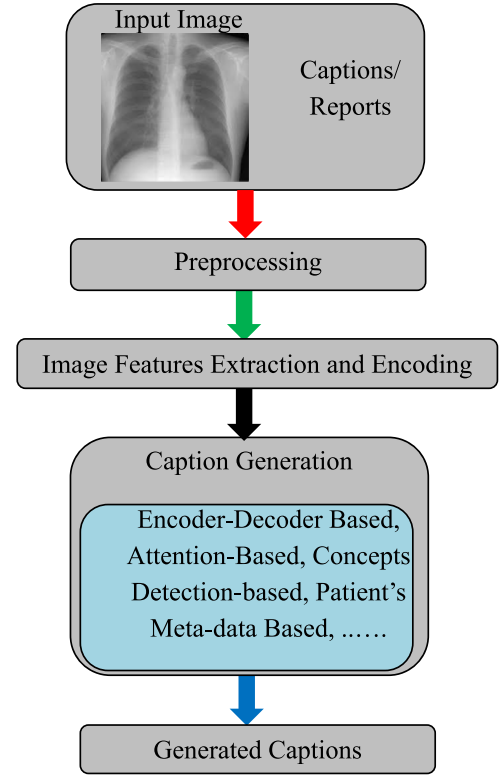 Input Image
Captions/
Reports
Preprocessing
Image Features Extraction and Encoding
Caption Generation
Encoder-Decoder Based,
Attention-Based, Concepts
Detection-based, Patient's
Meta-data Based, ……
Generated Captions